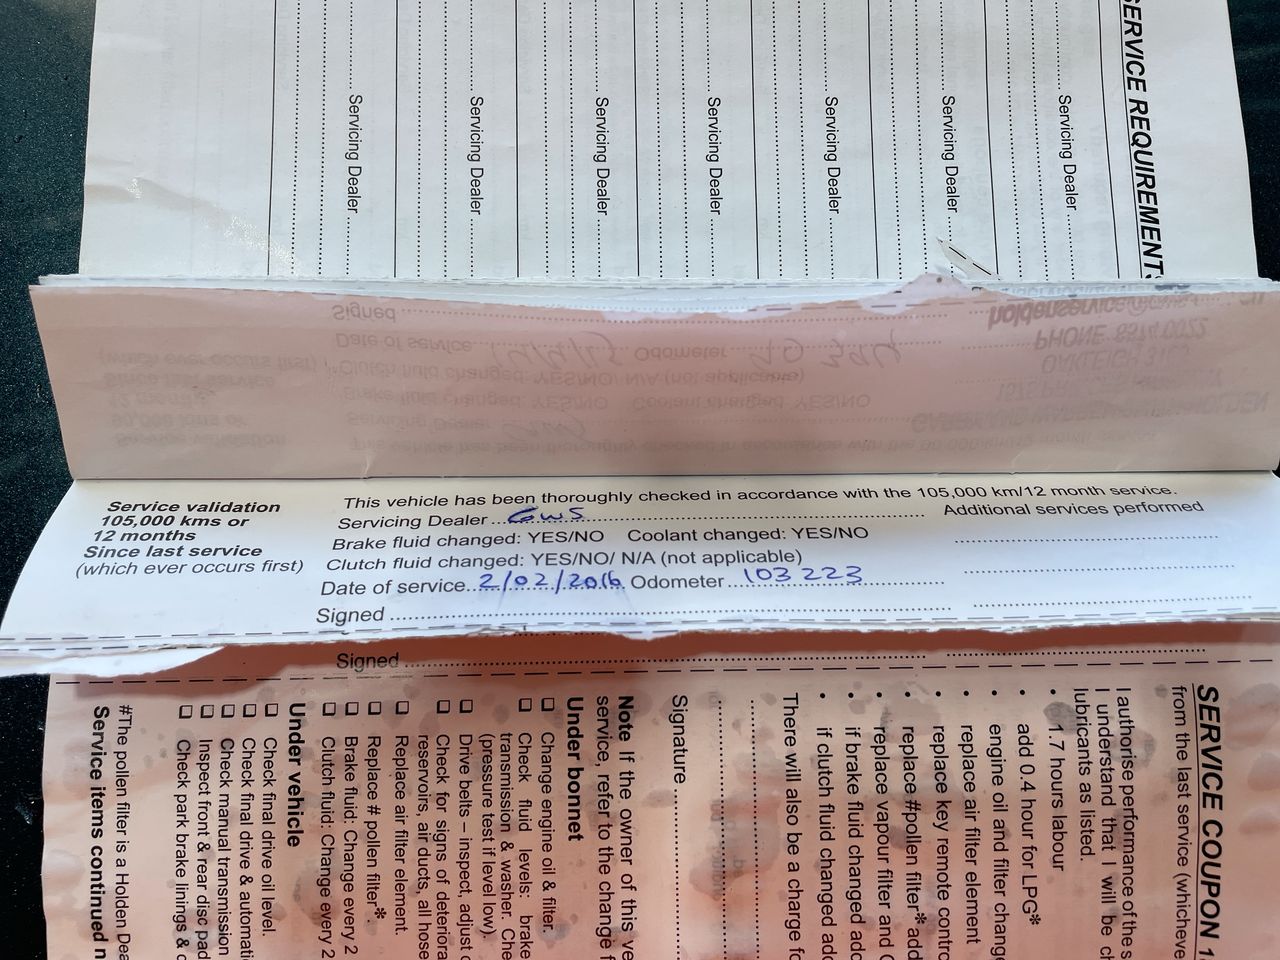 SERVICE REQUIREMENTS
Servicing Dealer
Servicing Dealer
Servicing Dealer
Servicing Dealer
Servicing Dealer
Servicing Dealer
Servicing Dealer
Service validation
105,000 kms or
12 months
Since last service
(which ever occurs first)
This vehicle has been thoroughly checked in accordance with the 105,000 km/12 month service.
Servicing Dealer GWS
Additional services performed
Brake fluid changed: YES/NO Coolant changed: YES/NO
Clutch fluid changed: YES/NO/ N/A (not applicable)
Date of service 2/02/2016 Odometer 103 223
Signed
Signed
SERVICE COUPON 1
from the last service (whicheve
I authorise performance of the s
I understand that I will be ch
lubricants as listed.
• 1.7 hours labour
• add 0.4 hour for LPG*
• engine oil and filter change
• replace air filter element
• replace key remote contro
• replace #pollen filter* add
• replace vapour filter and
• if brake fluid changed add
• if clutch fluid changed add
There will also be a charge fo
Signature
Note If the owner of this ve
service, refer to the change f
Under bonnet
❏ Change engine oil & filter.
❏ Check fluid levels: brake
transmission & washer. Che
(pressure test if level low).
❏ Drive belts – inspect, adjust
❏ Check for signs of deteriora
reservoirs, air ducts, all hose
❏ Replace air filter element.
❏ Replace # pollen filter*
❏ Brake fluid: Change every 2
❏ Clutch fluid: Change every 2
Under vehicle
❏ Check final drive oil level.
❏ Check final drive & automati
❏ Check manual transmission
❏ Inspect front & rear disc pad
❏ Check park brake linings &
#The pollen filter is a Holden Dea
Service items continued n